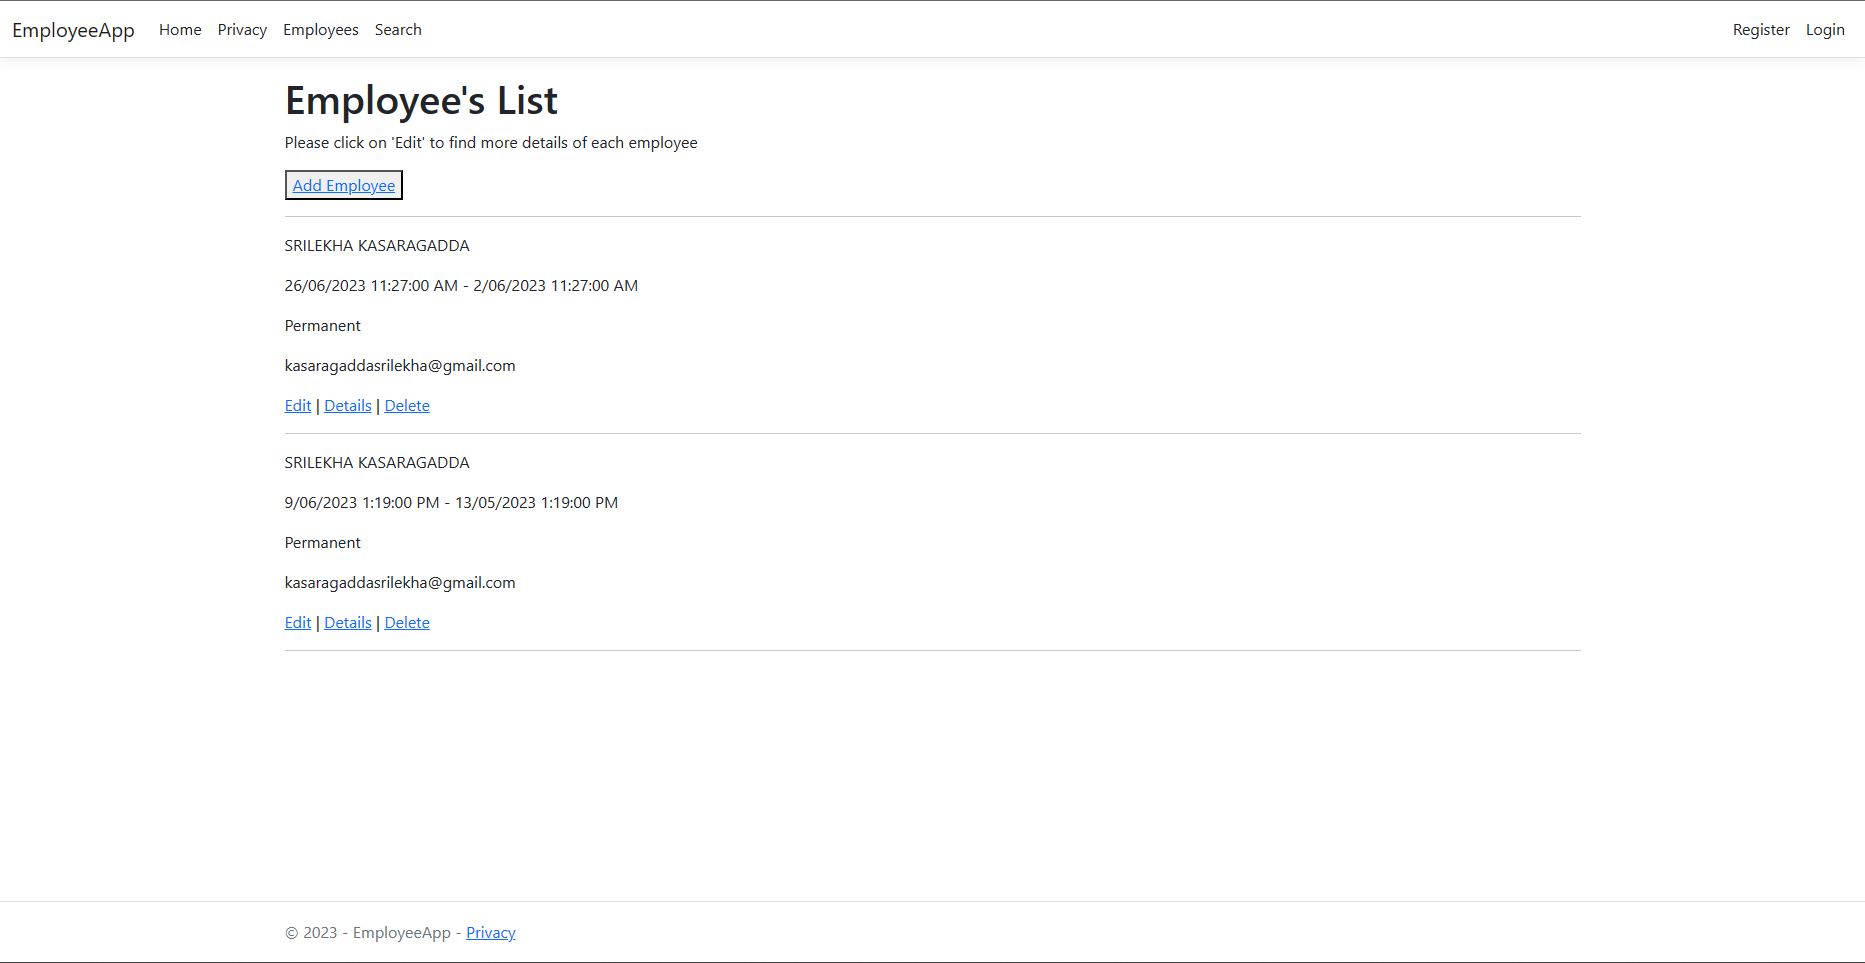 EmployeeApp Home Privacy Employees Search Register Login
Employee's List
Please click on 'Edit' to find more details of each employee
Add Employee
SRILEKHA KASARAGADDA
26/06/2023 11:27:00 AM - 2/06/2023 11:27:00 AM
Permanent
kasaragaddasrilekha@gmail.com
Edit | Details | Delete
SRILEKHA KASARAGADDA
9/06/2023 1:19:00 PM - 13/05/2023 1:19:00 PM
Permanent
kasaragaddasrilekha@gmail.com
Edit | Details | Delete
© 2023 - EmployeeApp - Privacy